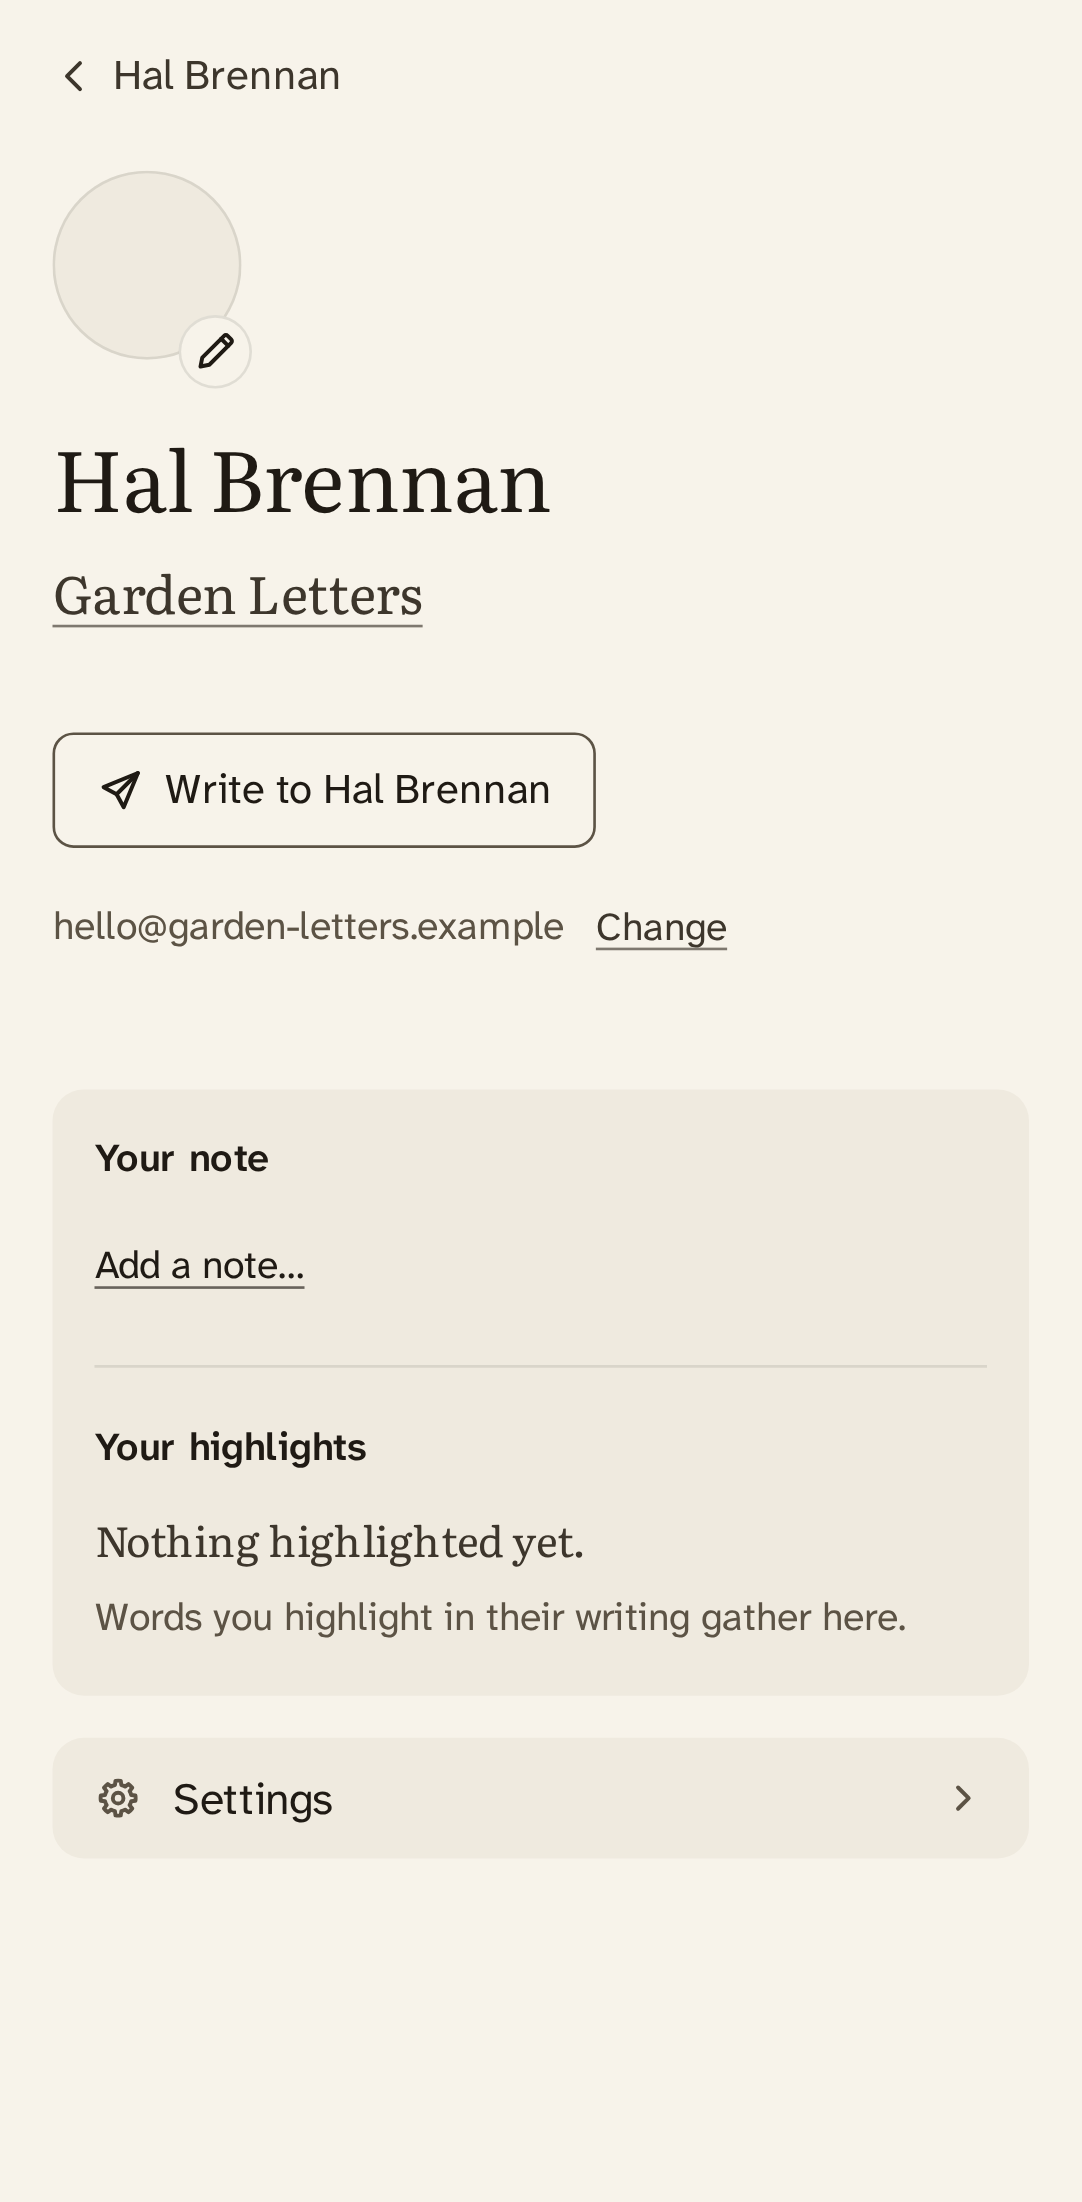 Hal Brennan
Hal Brennan
Garden Letters
Write to Hal Brennan
hello@garden-letters.example Change
Your note
Add a note...
Your highlights
Nothing highlighted yet.
Words you highlight in their writing gather here.
Settings